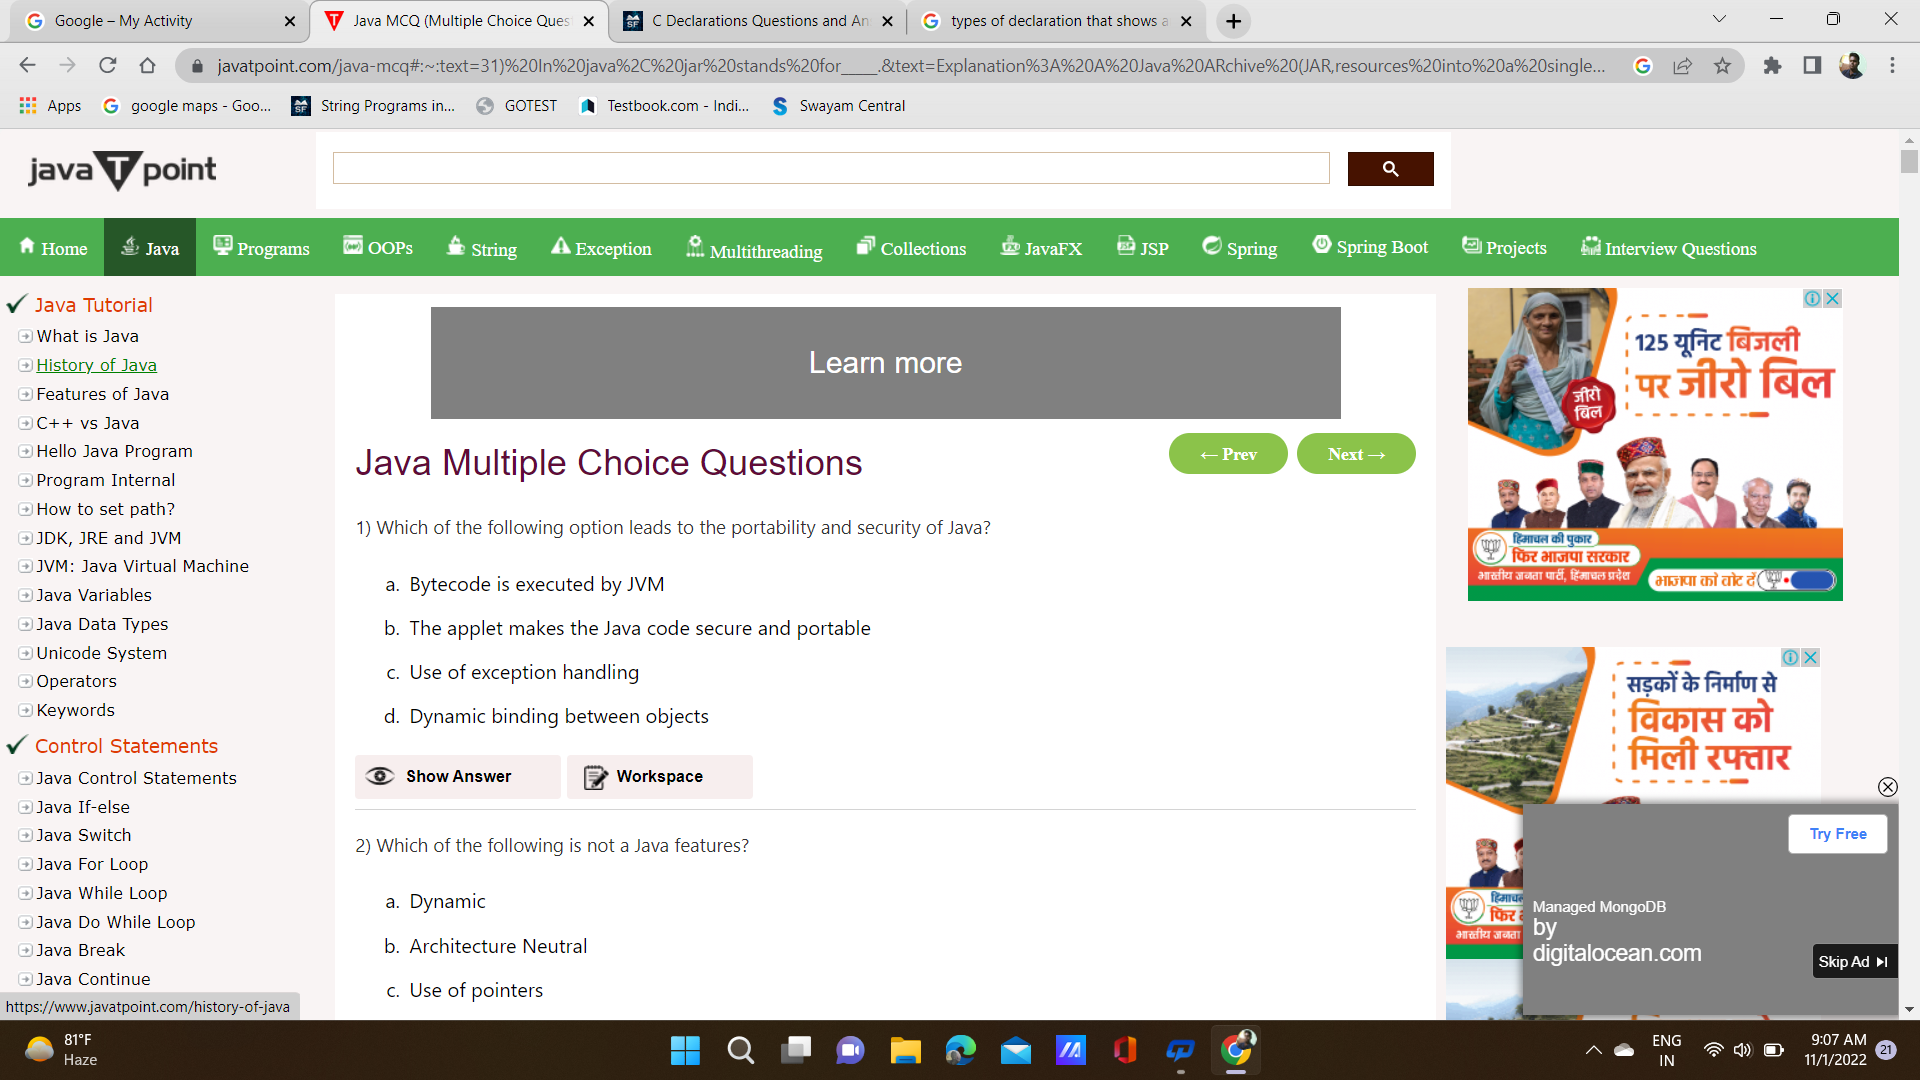 Google – My Activity
Java MCQ (Multiple Choice Ques
C Declarations Questions and An
types of declaration that shows a
javatpoint.com/java-mcq#:~:text=31)%20In%20java%2C%20jar%20stands%20for_____.&text=Explanation%3A%20A%20Java%20ARchive%20(JAR,resources%20into%20a%20single...
Apps
google maps - Goo...
String Programs in...
GOTEST
Testbook.com - Indi...
Swayam Central
java T point
Home
Java
Programs
OOPs
String
Exception
Multithreading
Collections
JavaFX
JSP
Spring
Spring Boot
Projects
Interview Questions
Java Tutorial
What is Java
History of Java
Features of Java
C++ vs Java
Hello Java Program
Program Internal
How to set path?
JDK, JRE and JVM
JVM: Java Virtual Machine
Java Variables
Java Data Types
Unicode System
Operators
Keywords
Control Statements
Java Control Statements
Java If-else
Java Switch
Java For Loop
Java While Loop
Java Do While Loop
Java Break
Java Continue
https://www.javatpoint.com/history-of-java
Learn more
Java Multiple Choice Questions
← Prev
Next →
1) Which of the following option leads to the portability and security of Java?
a. Bytecode is executed by JVM
b. The applet makes the Java code secure and portable
c. Use of exception handling
d. Dynamic binding between objects
Show Answer
Workspace
2) Which of the following is not a Java features?
a. Dynamic
b. Architecture Neutral
c. Use of pointers
125 यूनिट बिजली
पर जीरो बिल
जीरो
बिल
हिमाचल की पुकार
फिर भाजपा सरकार
भारतीय जनता पार्टी, हिमाचल प्रदेश
भाजपा को वोट दें
सड़कों के निर्माण से
विकास को
मिली रफ्तार
फिर
भारतीय जनता
Try Free
Managed MongoDB
by
digitalocean.com
Skip Ad
81°F
Haze
ENG
IN
9:07 AM
11/1/2022
21